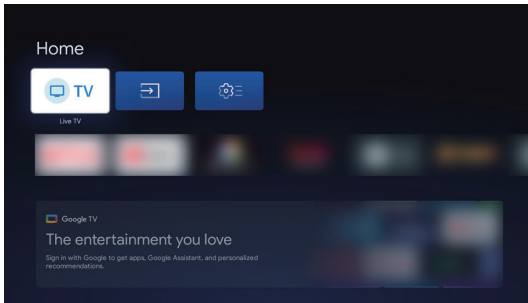 Home
TV
Live TV
Google TV
The entertainment you love
Sign in with Google to get apps, Google Assistant, and personalized
recommendations.